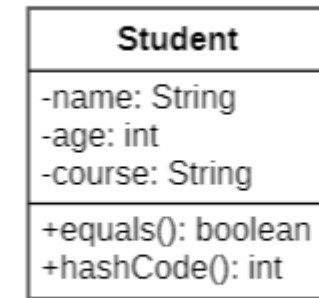 Student
-name: String
-age: int
-course: String
+equals(): boolean
+hashCode(): int